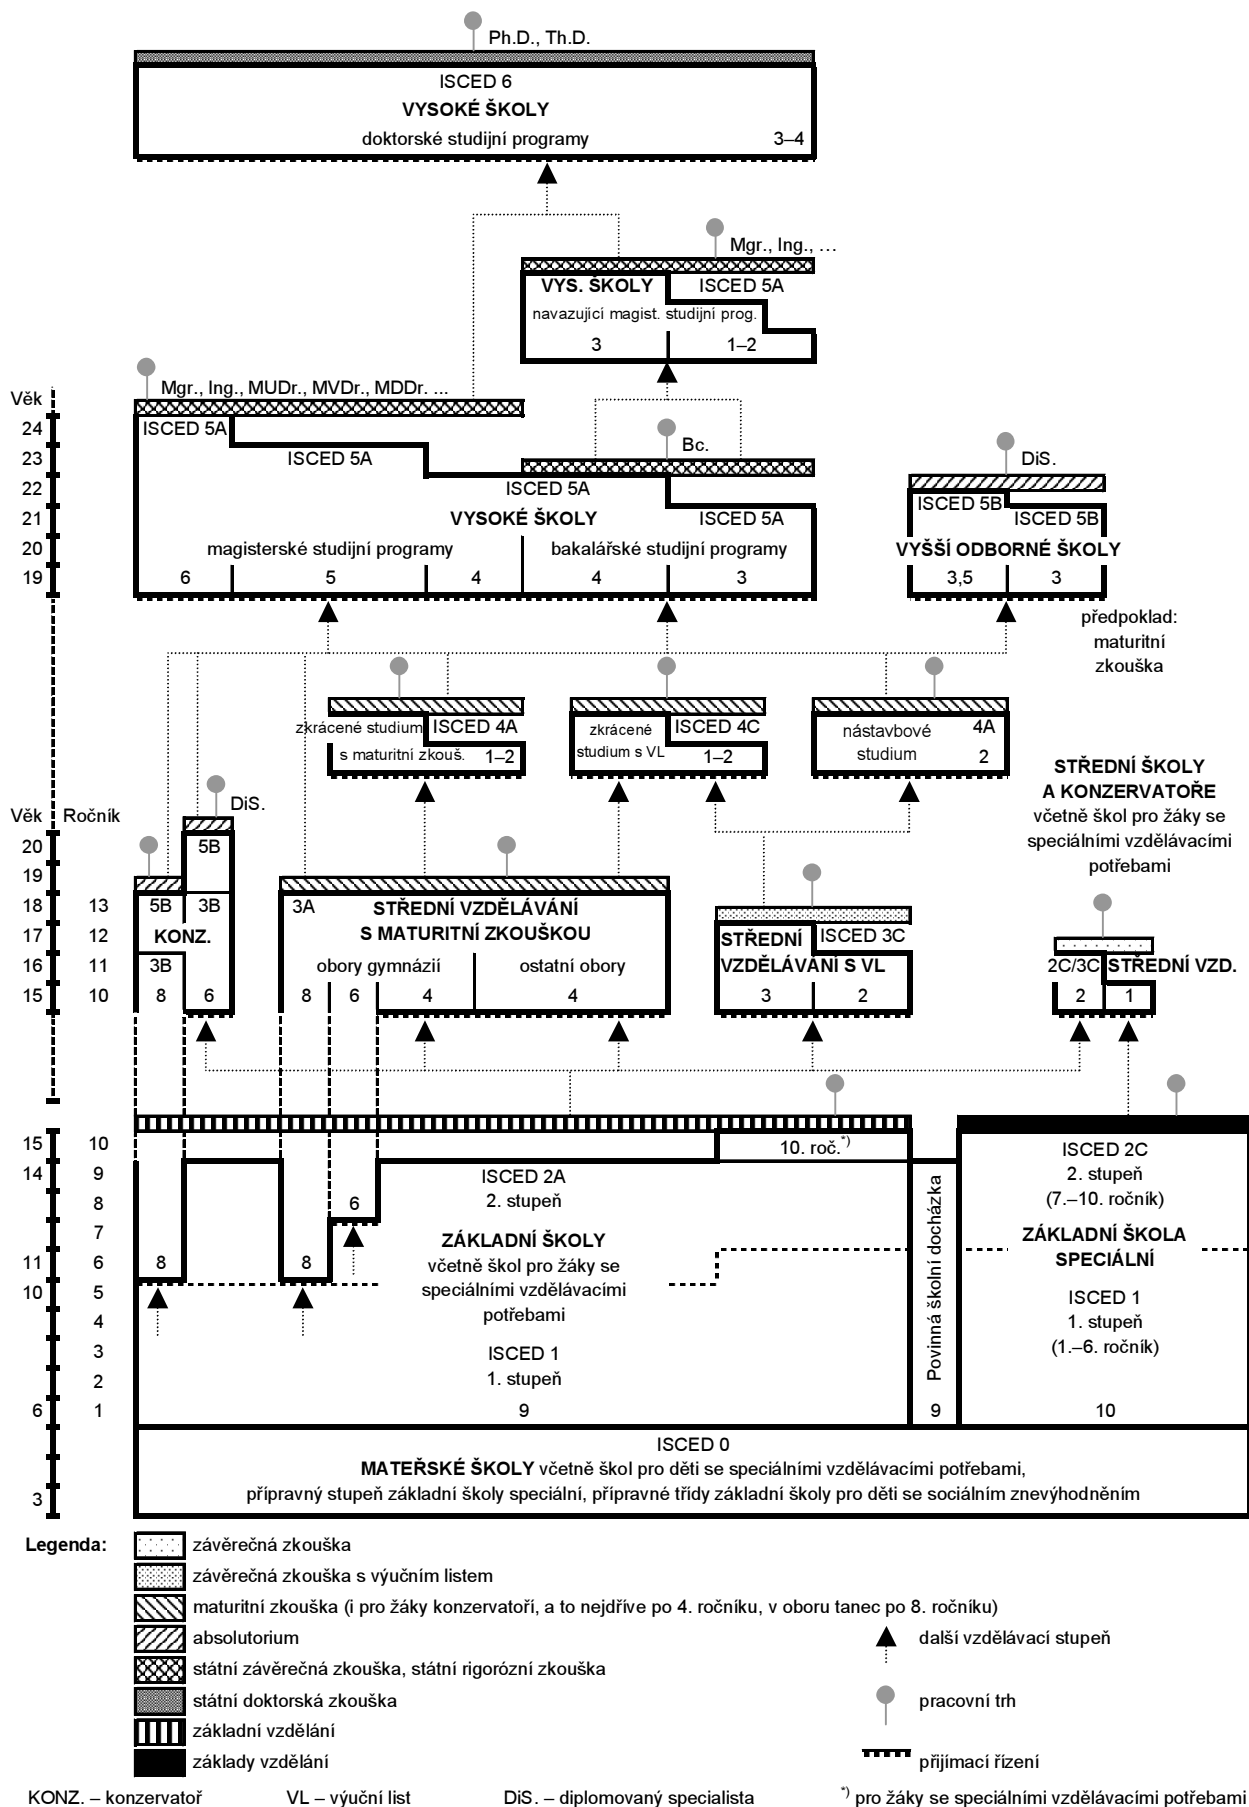 Ph.D., Th.D.
ISCED 6
VYSOKÉ ŠKOLY
doktorské studijní programy 3–4
Mgr., Ing., …
VYS. ŠKOLY ISCED 5A
navazující magist. studijní prog.
3 1–2
Mgr., Ing., MUDr., MVDr., MDDr. ...
Věk
24 ISCED 5A
23 ISCED 5A Bc. DiS.
22 ISCED 5A ISCED 5B
21 VYSOKÉ ŠKOLY ISCED 5A ISCED 5B
20 magisterské studijní programy bakalářské studijní programy VYŠŠÍ ODBORNÉ ŠKOLY
19 6 5 4 4 3 3,5 3
předpoklad:
maturitní
zkouška
zkrácené studium ISCED 4A
s maturitní zkouš. 1–2
zkrácené ISCED 4C
studium s VL 1–2
nástavbové 4A
studium 2
STŘEDNÍ ŠKOLY
A KONZERVATOŘE
včetně škol pro žáky se
speciálními vzdělávacími
potřebami
DiS.
Věk Ročník
20 5B
19
18 13 5B 3B 3A STŘEDNÍ VZDĚLÁVÁNÍ
17 12 KONZ. S MATURITNÍ ZKOUŠKOU STŘEDNÍ ISCED 3C
16 11 3B obory gymnázií ostatní obory VZDĚLÁVÁNÍ S VL 2C/3C STŘEDNÍ VZD.
15 10 8 6 8 6 4 4 3 2 2 1
15 10 10. roč.*) ISCED 2C
14 9 ISCED 2A 2. stupeň
8 6 2. stupeň (7.–10. ročník)
7 ZÁKLADNÍ ŠKOLY ZÁKLADNÍ ŠKOLA
11 6 8 8 včetně škol pro žáky se SPECIÁLNÍ
10 5 speciálními vzdělávacími ISCED 1
4 potřebami 1. stupeň
3 ISCED 1 (1.–6. ročník)
2 1. stupeň
Povinná školní docházka
6 1 9 9 10
ISCED 0
MATEŘSKÉ ŠKOLY včetně škol pro děti se speciálními vzdělávacími potřebami,
3 přípravný stupeň základní školy speciální, přípravné třídy základní školy pro děti se sociálním znevýhodněním
Legenda: závěrečná zkouška
závěrečná zkouška s výučním listem
maturitní zkouška (i pro žáky konzervatoří, a to nejdříve po 4. ročníku, v oboru tanec po 8. ročníku)
absolutorium další vzdělávací stupeň
státní závěrečná zkouška, státní rigorózní zkouška
státní doktorská zkouška pracovní trh
základní vzdělání
základy vzdělání přijímací řízení
KONZ. – konzervatoř VL – výuční list DiS. – diplomovaný specialista *) pro žáky se speciálními vzdělávacími potřebami